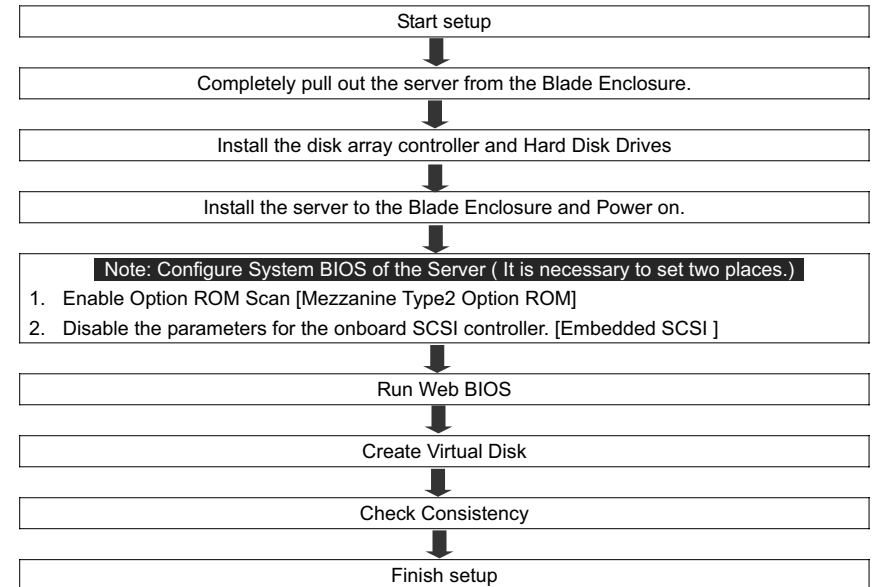 Start setup
Completely pull out the server from the Blade Enclosure.
Install the disk array controller and Hard Disk Drives
Install the server to the Blade Enclosure and Power on.
Note: Configure System BIOS of the Server ( It is necessary to set two places.)
1. Enable Option ROM Scan [Mezzanine Type2 Option ROM]
2. Disable the parameters for the onboard SCSI controller. [Embedded SCSI ]
Run Web BIOS
Create Virtual Disk
Check Consistency
Finish setup